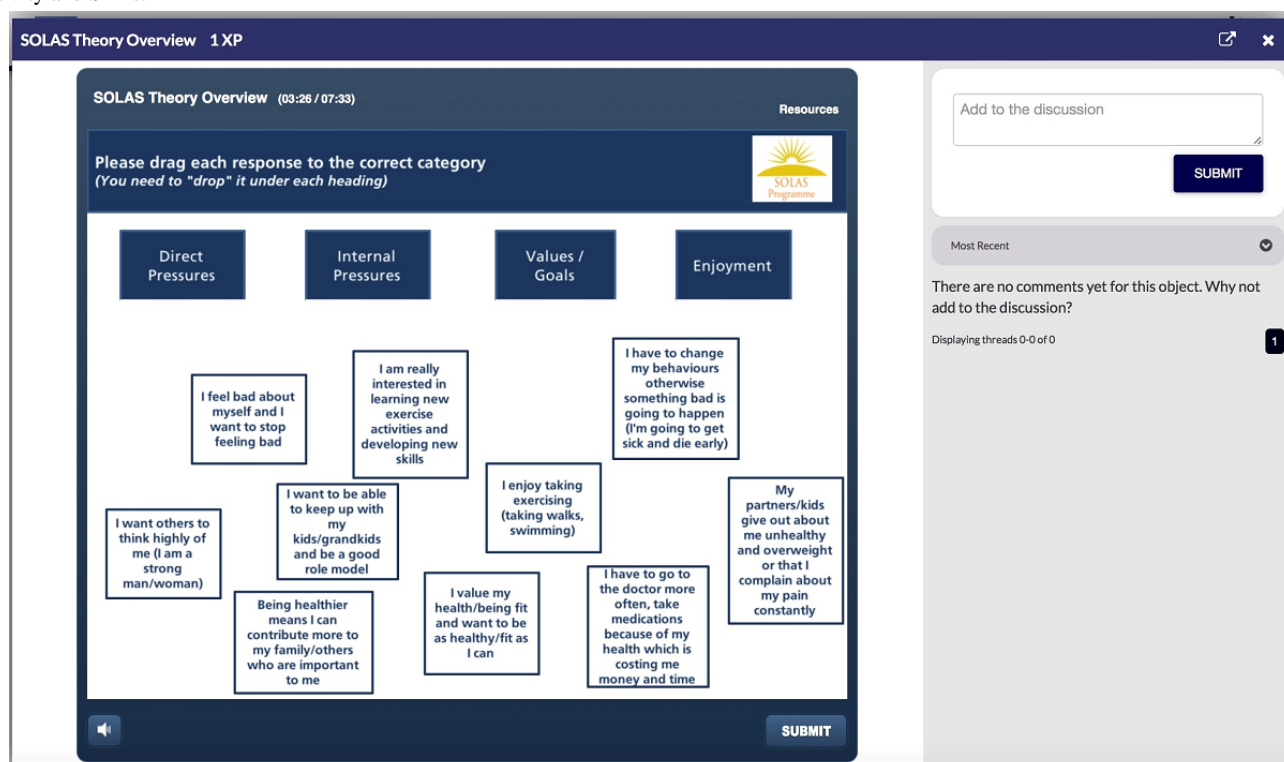 SOLAS Theory Overview 1 XP
SOLAS Theory Overview (03:26 / 07:33)
Resources
Please drag each response to the correct category
(You need to "drop" it under each heading)
SOLAS
Programme
Direct
Pressures
Internal
Pressures
Values /
Goals
Enjoyment
I feel bad about
myself and I
want to stop
feeling bad
I am really
interested in
learning new
exercise
activities and
developing new
skills
I have to change
my behaviours
otherwise
something bad is
going to happen
(I'm going to get
sick and die early)
I want others to
think highly of
me (I am a
strong
man/woman)
I want to be able
to keep up with
my
kids/grandkids
and be a good
role model
I enjoy taking
exercising
(taking walks,
swimming)
My
partners/kids
give out about
me unhealthy
and overweight
or that I
complain about
my pain
constantly
Being healthier
means I can
contribute more to
my family/others
who are important
to me
I value my
health/being fit
and want to be
as healthy/fit as
I can
I have to go to
the doctor more
often, take
medications
because of my
health which is
costing me
money and time
SUBMIT
Add to the discussion
SUBMIT
Most Recent
There are no comments yet for this object. Why not
add to the discussion?
Displaying threads 0-0 of 0
1